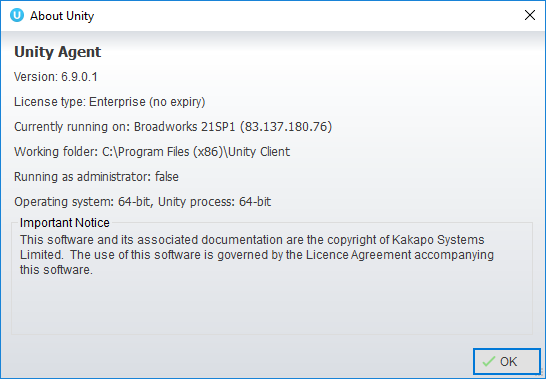 U About Unity
Unity Agent
Version: 6.9.0.1
License type: Enterprise (no expiry)
Currently running on: Broadworks 21SP1 (83.137.180.76)
Working folder: C:\Program Files (x86)\Unity Client
Running as administrator: false
Operating system: 64-bit, Unity process: 64-bit
Important Notice
This software and its associated documentation are the copyright of Kakapo Systems
Limited. The use of this software is governed by the Licence Agreement accompanying
this software.
OK